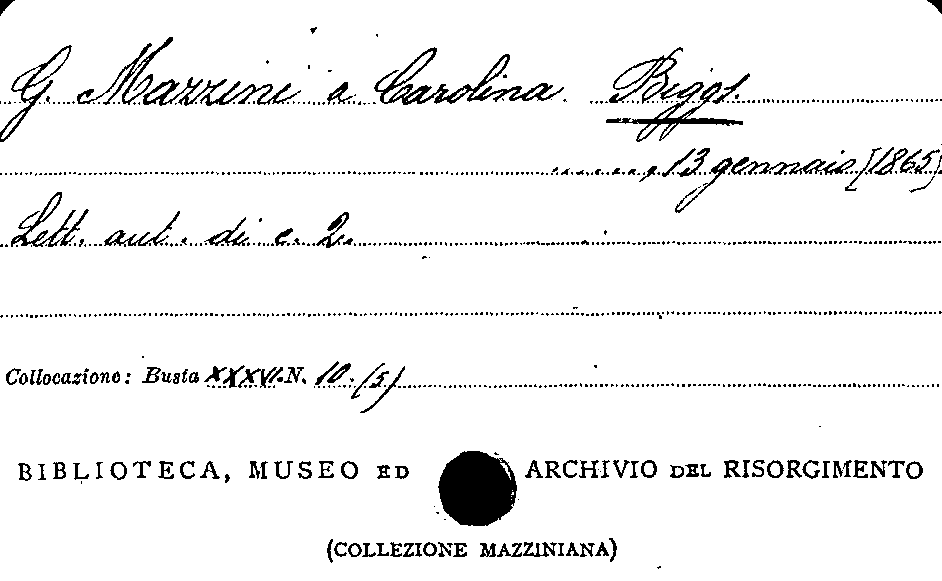 G. Mazzini a Carolina Biggs.
......, 13 gennaio [1865].
Lett. aut. di c. 2.
Collocazione: Busta XXXVI. N. 10. (5)
BIBLIOTECA, MUSEO ED ARCHIVIO DEL RISORGIMENTO
(COLLEZIONE MAZZINIANA)